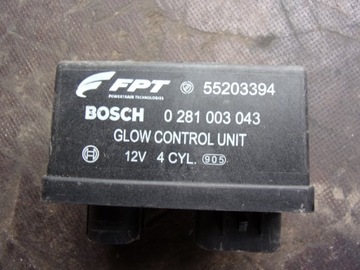 FPT
POWERTRAIN TECHNOLOGIES
55203394
BOSCH 0 281 003 043
GLOW CONTROL UNIT
12V 4 CYL. 905